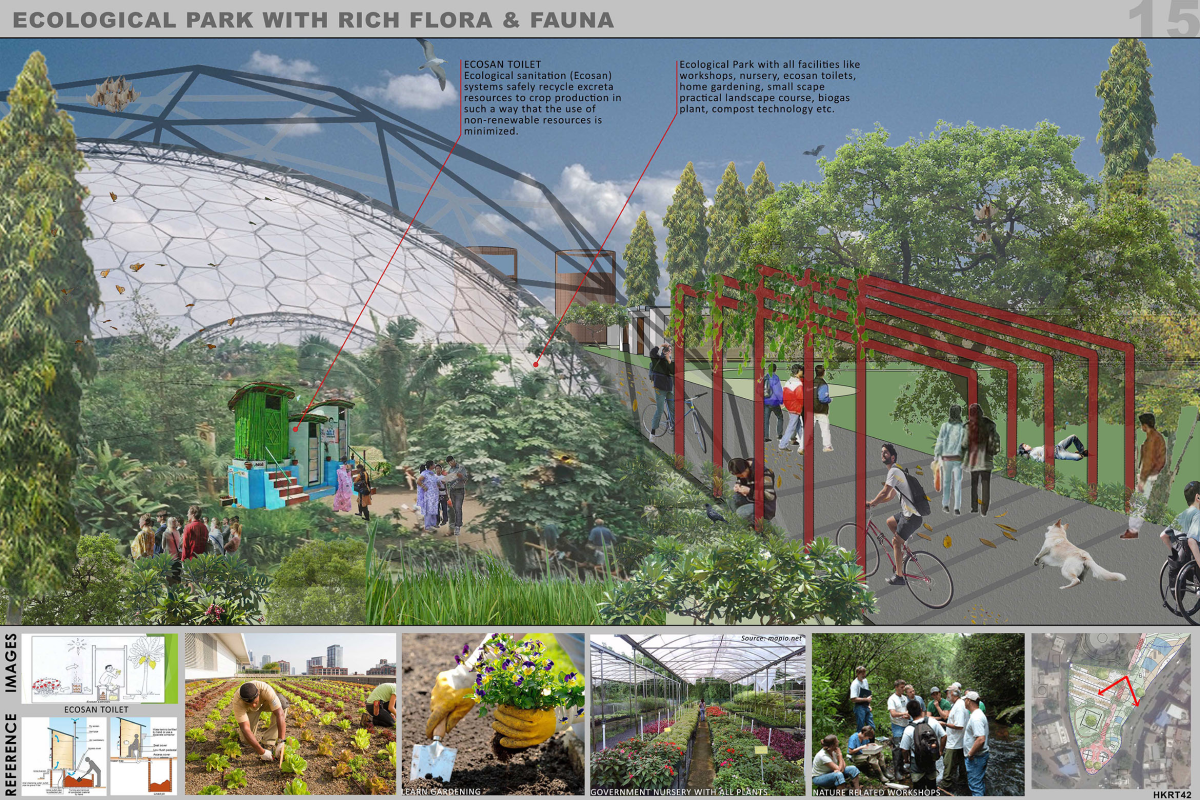 ECOLOGICAL PARK WITH RICH FLORA & FAUNA
15
ECOSAN TOILET
Ecological sanitation (Ecosan)
systems safely recycle excreta
resources to crop production in
such a way that the use of
non-renewable resources is
minimized.
Ecological Park with all facilities like
workshops, nursery, ecosan toilets,
home gardening, small scape
practical landscape course, biogas
plant, compost technology etc.
REFERENCE IMAGES
ECOSAN TOILET
LEARN GARDENING
Source: mapio.net
GOVERNMENT NURSERY WITH ALL PLANTS
NATURE RELATED WORKSHOPS
HKRT42